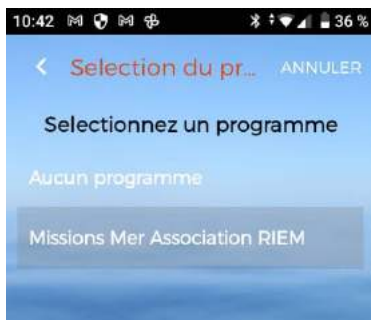 10:42 36 %
< Selection du pr... ANNULER
Selectionnez un programme
Aucun programme
Missions Mer Association RIEM